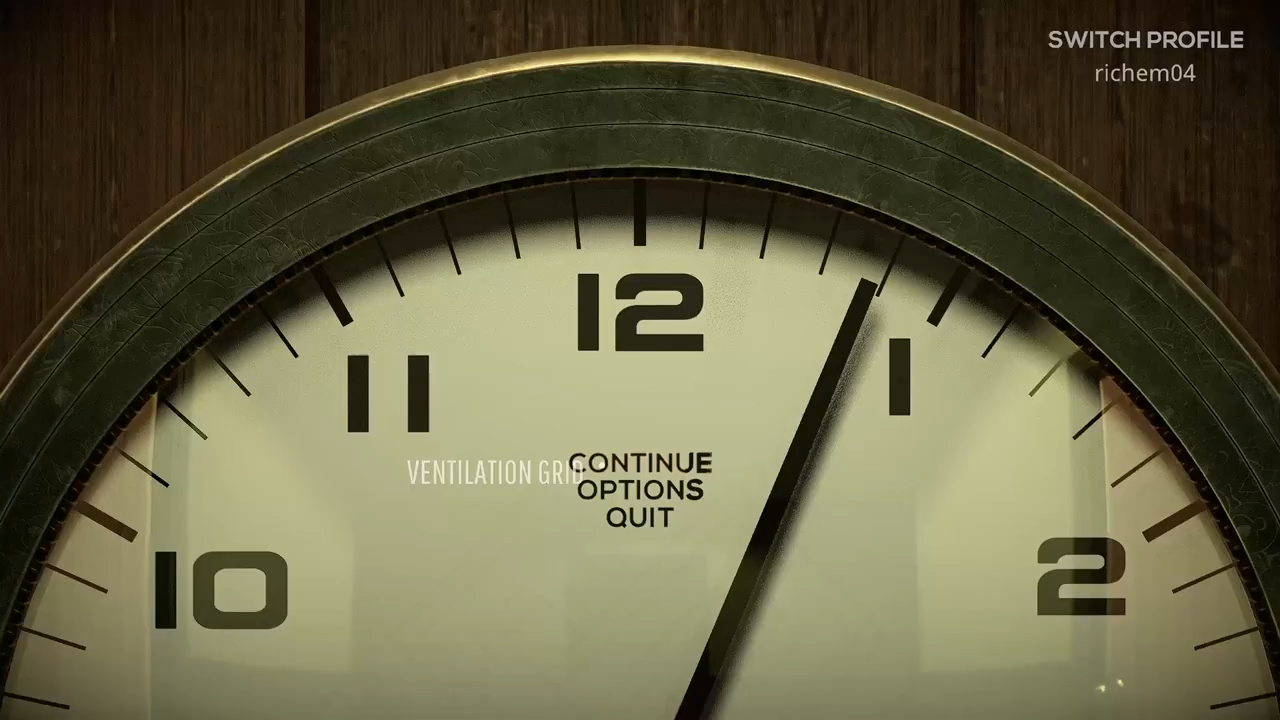 SWITCH PROFILE
richem04
12
11
1
CONTINUE
VENTILATION GRID
OPTIONS
QUIT
10
2